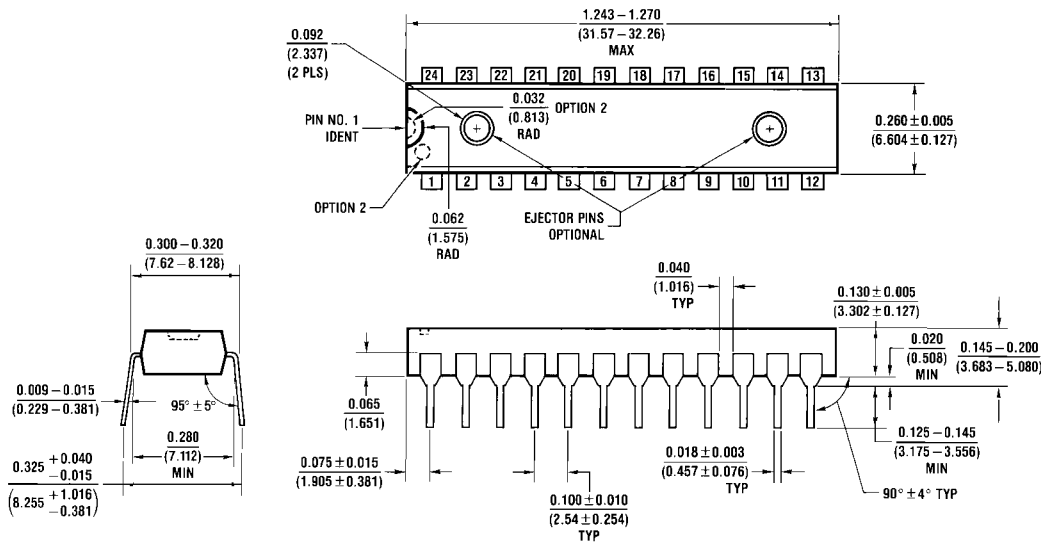 1.243 – 1.270
(31.57 – 32.26)
MAX
0.092
(2.337)
(2 PLS)
24 23 22 21 20 19 18 17 16 15 14 13
0.032
(0.813)
RAD
OPTION 2
PIN NO. 1
IDENT
0.260 ± 0.005
(6.604 ± 0.127)
1 2 3 4 5 6 7 8 9 10 11 12
OPTION 2
0.062
(1.575)
RAD
EJECTOR PINS
OPTIONAL
0.300 – 0.320
(7.62 – 8.128)
0.040
(1.016)
TYP
0.130 ± 0.005
(3.302 ± 0.127)
0.020
(0.508)
MIN
0.145 – 0.200
(3.683 – 5.080)
0.009 – 0.015
(0.229 – 0.381)
95° ± 5°
0.065
(1.651)
0.280
(7.112)
MIN
0.125 – 0.145
(3.175 – 3.556)
MIN
0.325 +0.040 –0.015
(8.255 +1.016 –0.381)
0.075 ± 0.015
(1.905 ± 0.381)
0.018 ± 0.003
(0.457 ± 0.076)
TYP
90° ± 4° TYP
0.100 ± 0.010
(2.54 ± 0.254)
TYP